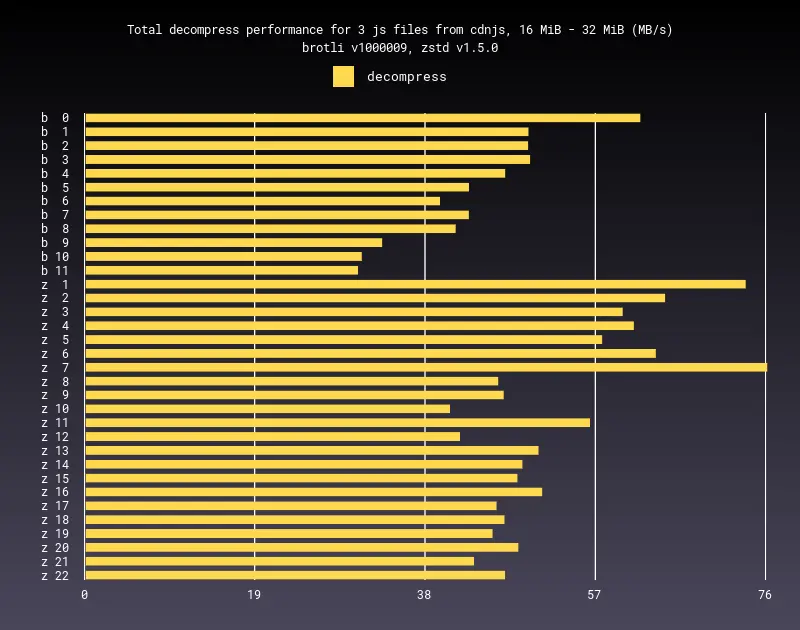 Total decompress performance for 3 js files from cdnjs, 16 MiB - 32 MiB (MB/s)
brotli v1000009, zstd v1.5.0
decompress
b 0
b 1
b 2
b 3
b 4
b 5
b 6
b 7
b 8
b 9
b 10
b 11
z 1
z 2
z 3
z 4
z 5
z 6
z 7
z 8
z 9
z 10
z 11
z 12
z 13
z 14
z 15
z 16
z 17
z 18
z 19
z 20
z 21
z 22
0 19 38 57 76